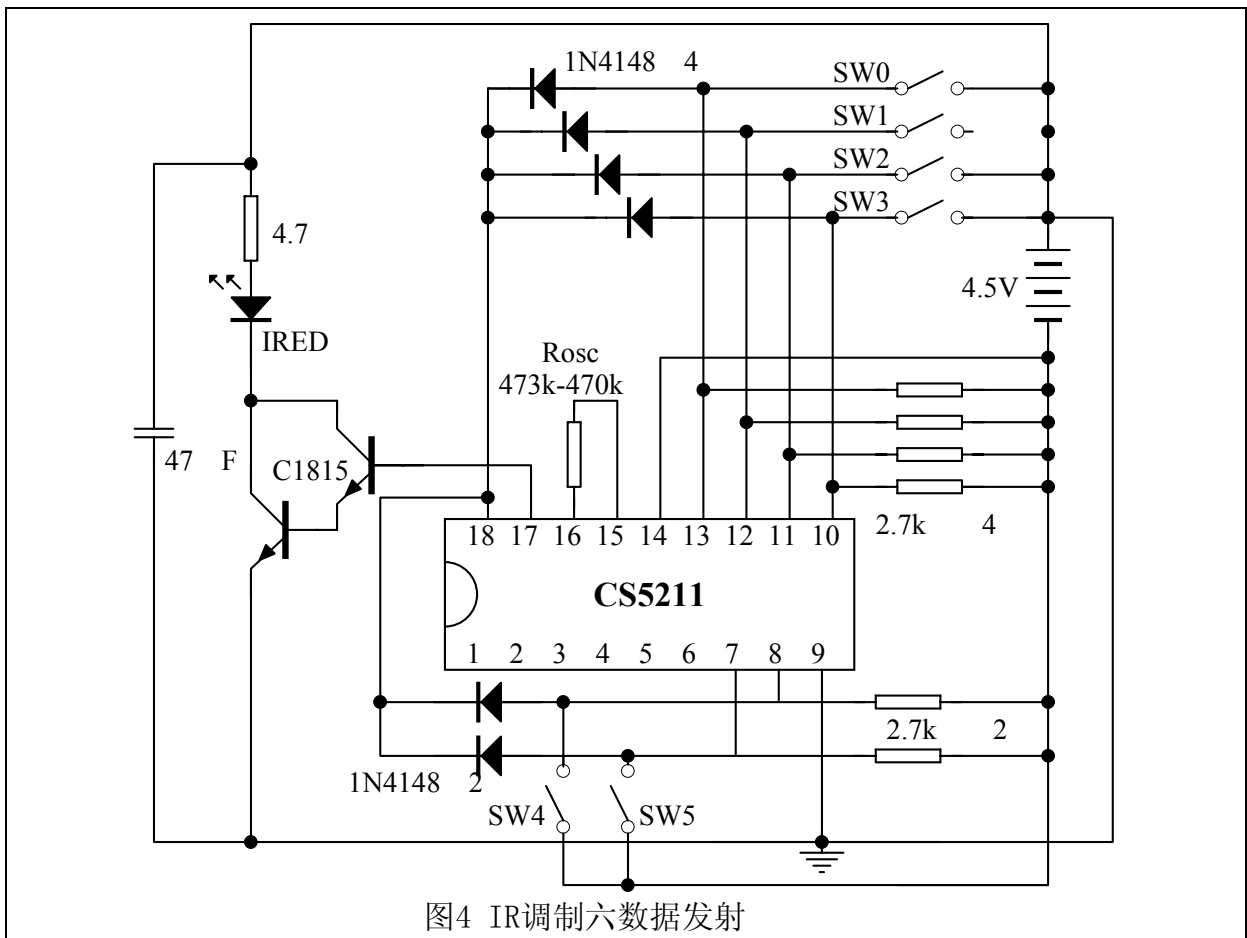 1N4148 4
SW0
SW1
SW2
SW3
4.7
4.5V
IRED
Rosc
473k-470k
47 F
C1815
2.7k 4
18 17 16 15 14 13 12 11 10
CS5211
1 2 3 4 5 6 7 8 9
2.7k 2
1N4148 2
SW4
SW5
图4 IR调制六数据发射